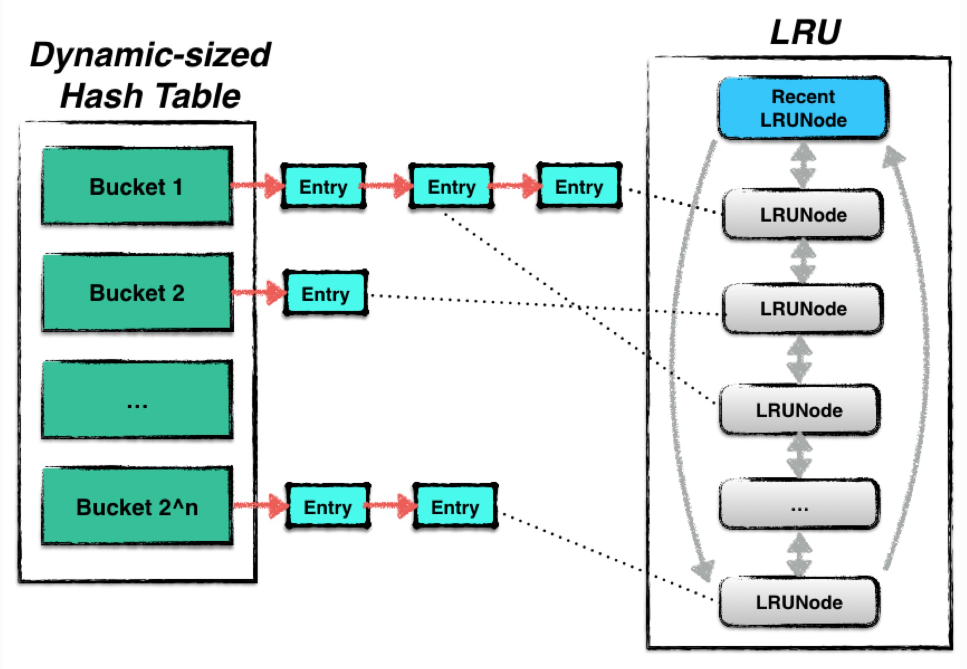 Dynamic-sized
Hash Table
LRU
Recent
LRUNode
Bucket 1
Entry
Entry
Entry
LRUNode
Bucket 2
Entry
LRUNode
...
LRUNode
Bucket 2^n
Entry
Entry
...
LRUNode